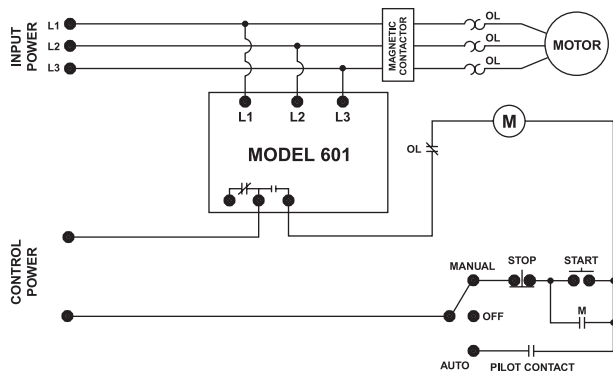 INPUT
POWER
L1
L2
L3
MAGNETIC
CONTACTOR
OL
OL
OL
MOTOR
L1
L2
L3
MODEL 601
OL
M
CONTROL
POWER
MANUAL
STOP
START
OFF
M
AUTO
PILOT CONTACT